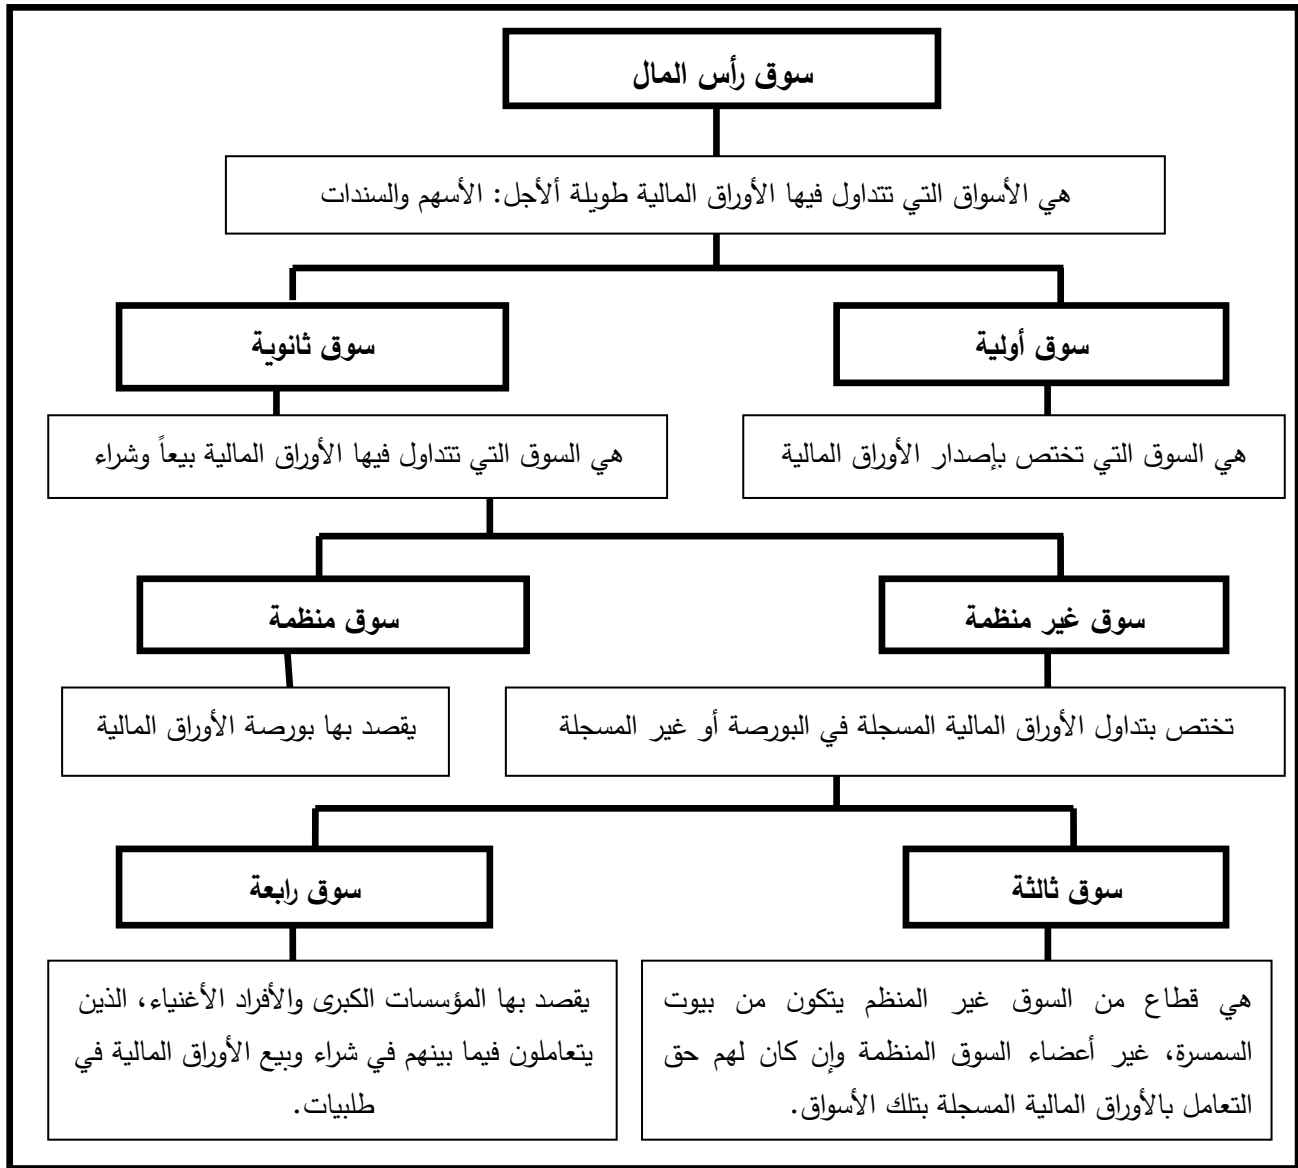 سوق رأس المال
هي الأسواق التي تتداول فيها الأوراق المالية طويلة ألأجل: الأسهم والسندات
سوق أولية
سوق ثانوية
هي السوق التي تختص بإصدار الأوراق المالية
هي السوق التي تتداول فيها الأوراق المالية بيعاً وشراء
سوق غير منظمة
سوق منظمة
تختص بتداول الأوراق المالية المسجلة في البورصة أو غير المسجلة
يقصد بها بورصة الأوراق المالية
سوق ثالثة
سوق رابعة
هي قطاع من السوق غير المنظم يتكون من بيوت
السمسرة، غير أعضاء السوق المنظمة وإن كان لهم حق
التعامل بالأوراق المالية المسجلة بتلك الأسواق.
يقصد بها المؤسسات الكبرى والأفراد الأغنياء، الذين
يتعاملون فيما بينهم في شراء وبيع الأوراق المالية في
طلبيات.